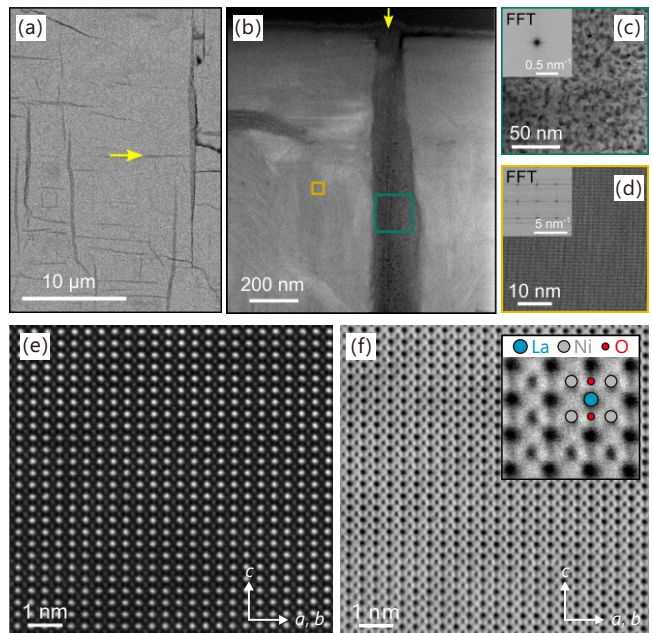 (a)
10 µm
(b)
200 nm
FFT
(c)
0.5 nm⁻¹
50 nm
FFT
(d)
5 nm⁻¹
10 nm
(e)
c
a, b
1 nm
(f)
La Ni O
c
a, b
1 nm